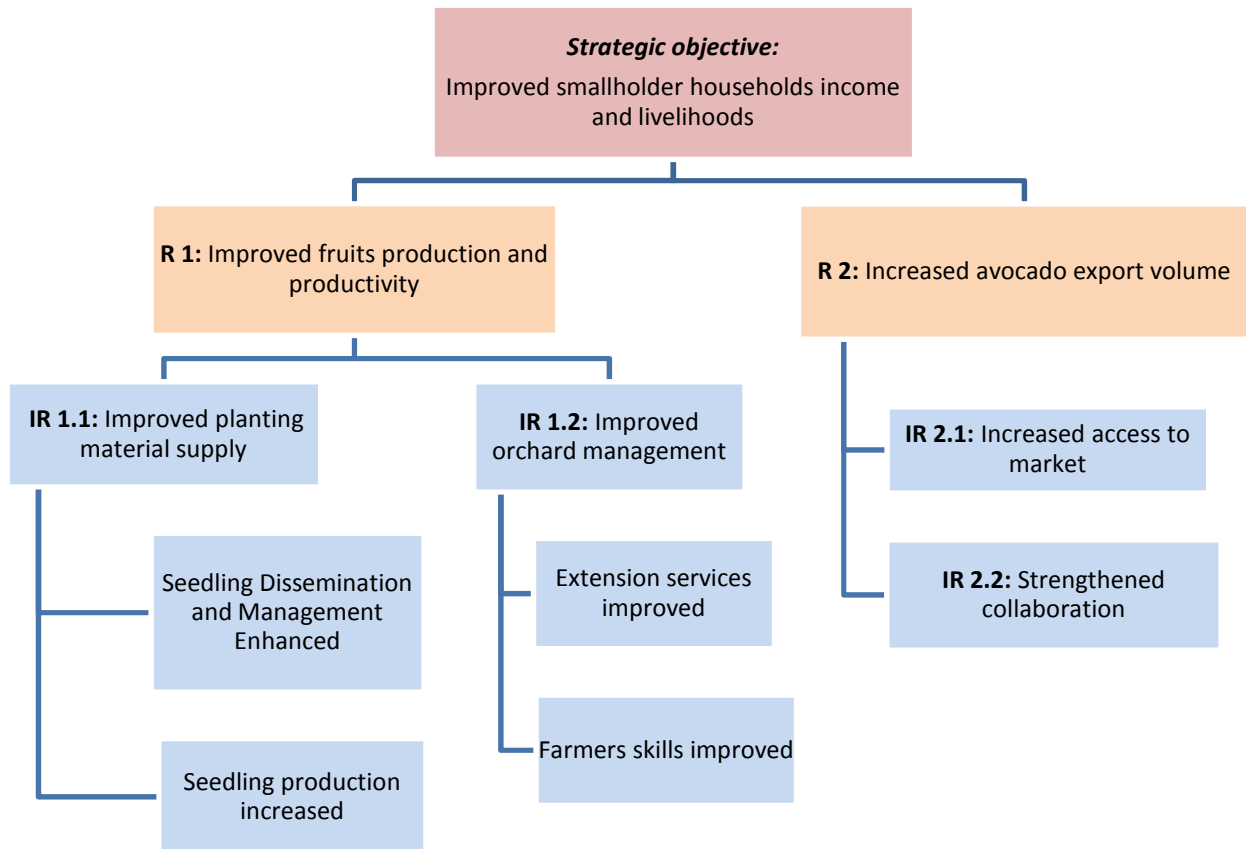 Strategic objective:
Improved smallholder households income
and livelihoods
R 1: Improved fruits production and
productivity
R 2: Increased avocado export volume
IR 1.1: Improved planting
material supply
IR 1.2: Improved
orchard management
IR 2.1: Increased access to
market
Seedling Dissemination
and Management
Enhanced
Extension services
improved
IR 2.2: Strengthened
collaboration
Seedling production
increased
Farmers skills improved